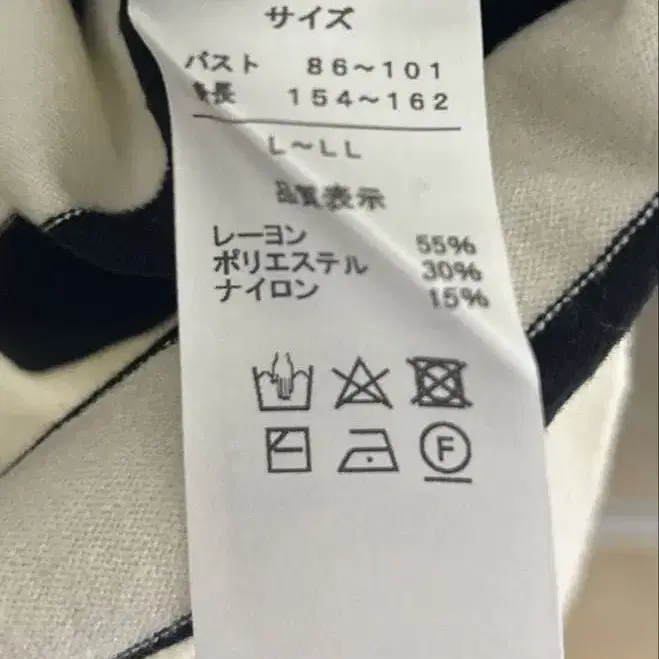 サイズ
バスト 86～101
身長 154～162
L～LL
品質表示
レーヨン 55%
ポリエステル 30%
ナイロン 15%
F